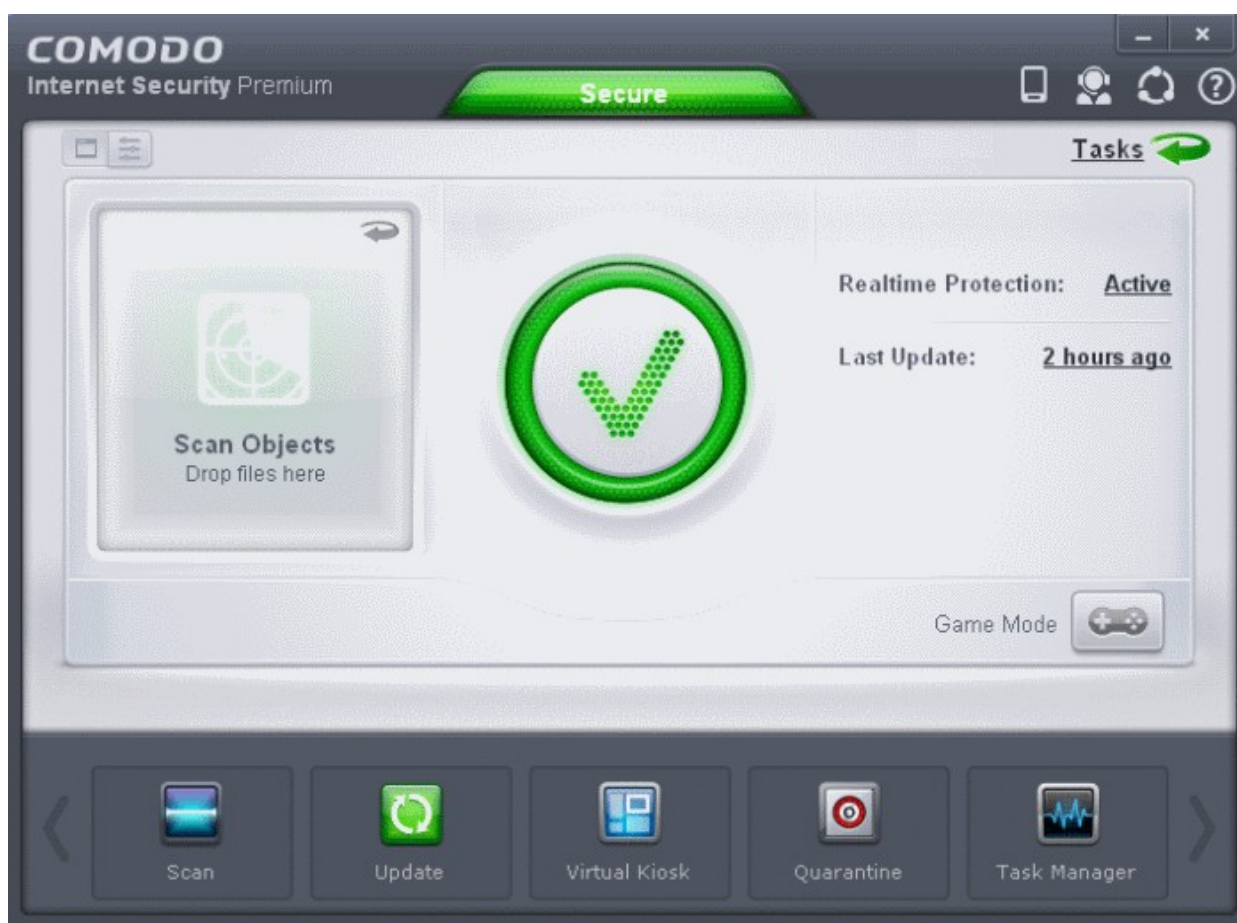 COMODO
Internet Security Premium
Secure
Tasks
Scan Objects
Drop files here
Realtime Protection: Active
Last Update: 2 hours ago
Game Mode
Scan
Update
Virtual Kiosk
Quarantine
Task Manager